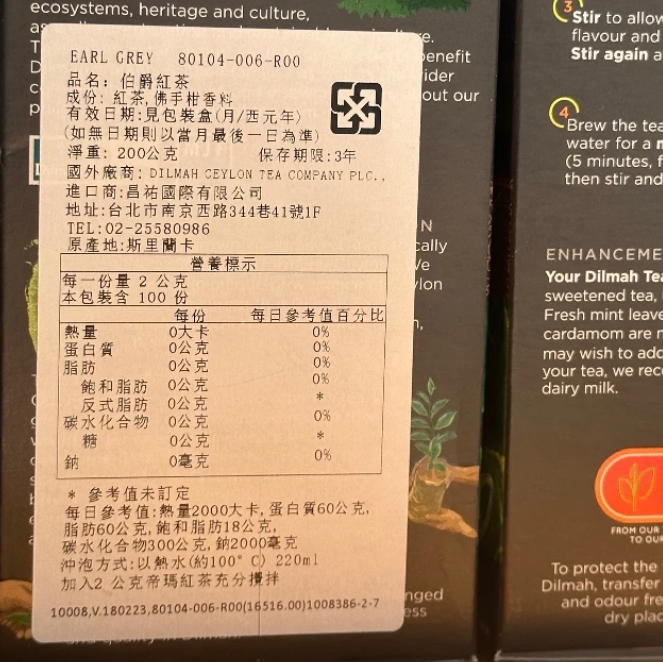 ecosystems, heritage and culture,
EARL GREY 80104-006-R00
品名: 伯爵紅茶
成份: 紅茶,佛手柑香料
有效日期:見包裝盒(月/西元年)
(如無日期則以當月最後一日為準)
淨重: 200公克 保存期限:3年
國外廠商: DILMAH CEYLON TEA COMPANY PLC.,
進口商:昌祐國際有限公司
地址:台北市南京西路344巷41號1F
TEL:02-25580986
原產地:斯里蘭卡
營養標示
每一份量 2 公克
本包裝含 100 份
每份 每日參考值百分比
熱量 0大卡 0%
蛋白質 0公克 0%
脂肪 0公克 0%
飽和脂肪 0公克 0%
反式脂肪 0公克 *
碳水化合物 0公克 0%
糖 0公克 *
鈉 0毫克 0%
* 參考值未訂定
每日參考值:熱量2000大卡,蛋白質60公克,
脂肪60公克,飽和脂肪18公克,
碳水化合物300公克,鈉2000毫克
沖泡方式:以熱水(約100°C) 220ml
加入2 公克帝瑪紅茶充分攪拌
10008,V.180223,80104-006-R00(16516.00)1008386-2-7
out our
3
Stir to allow
flavour and
Stir again
4
Brew the tea
water for a
(5 minutes,
then stir and
Your Dilmah Tea
sweetened tea,
Fresh mint leave
cardamom are
may wish to add
your tea, we
dairy milk.
FROM OUR
TO OUR
To protect the
Dilmah, transfer
and odour
dry